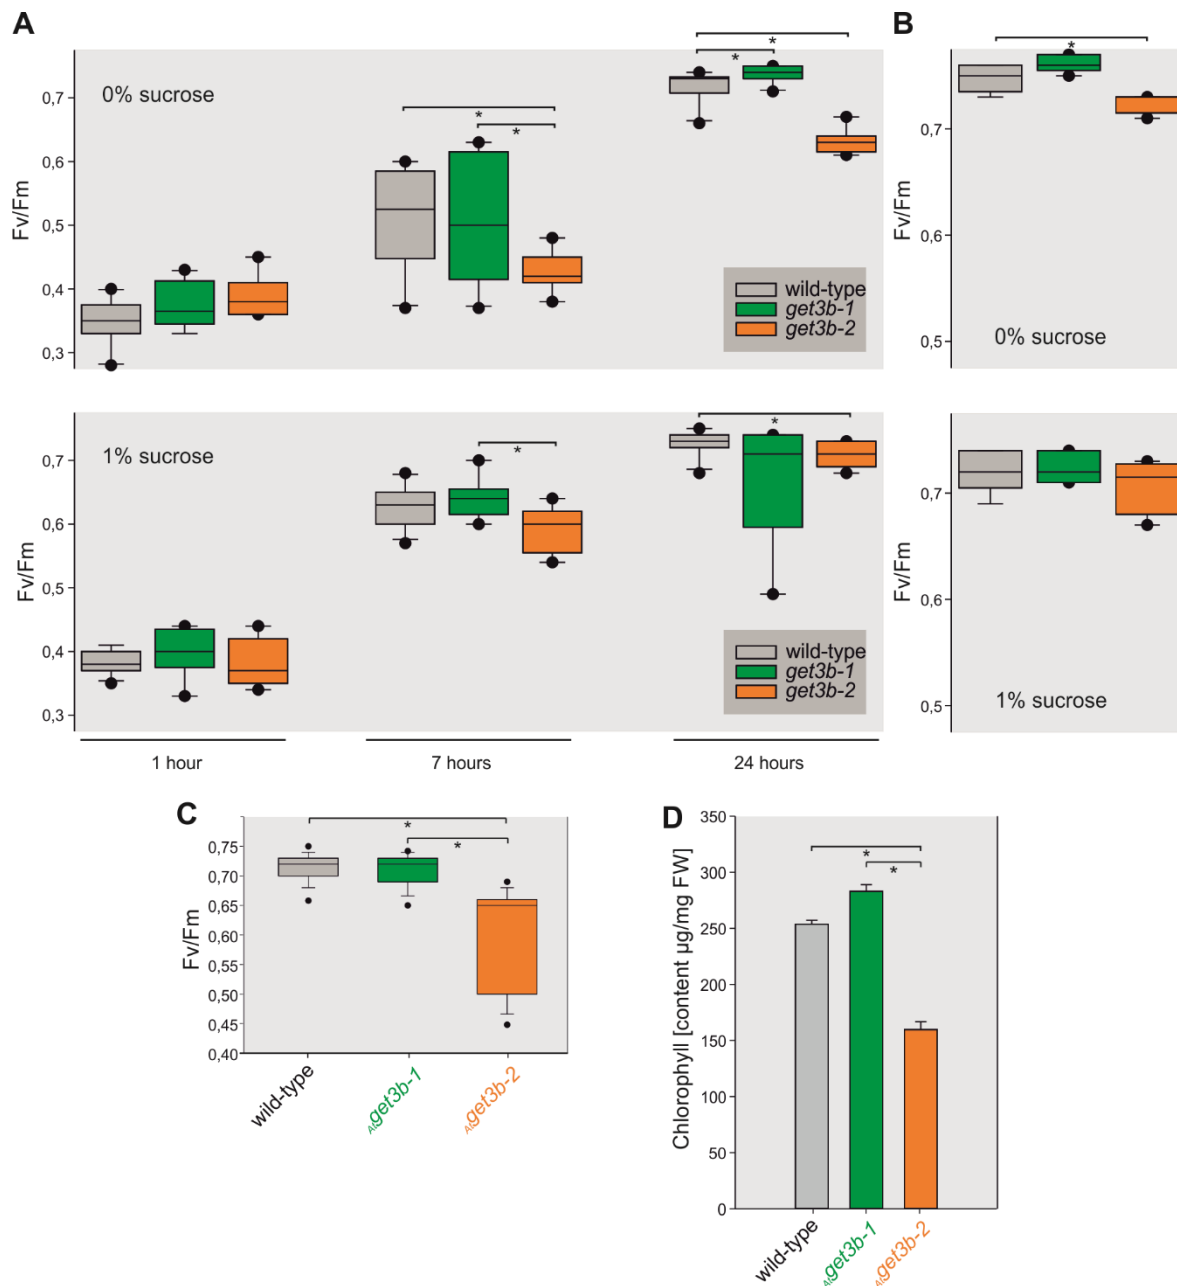 A
0% sucrose
Fv/Fm
0,7
0,6
0,5
0,4
0,3
*
*
*
*
wild-type
get3b-1
get3b-2
B
Fv/Fm
0,7
0,6
0,5
*
0% sucrose
1% sucrose
Fv/Fm
0,7
0,6
0,5
0,4
0,3
*
*
wild-type
get3b-1
get3b-2
1 hour
7 hours
24 hours
Fv/Fm
0,7
0,6
0,5
1% sucrose
C
Fv/Fm
0,75
0,70
0,65
0,60
0,55
0,50
0,45
0,40
*
*
wild-type
Atget3b-1
Atget3b-2
D
Chlorophyll [content µg/mg FW]
350
300
250
200
150
100
50
0
*
*
wild-type
Atget3b-1
Atget3b-2